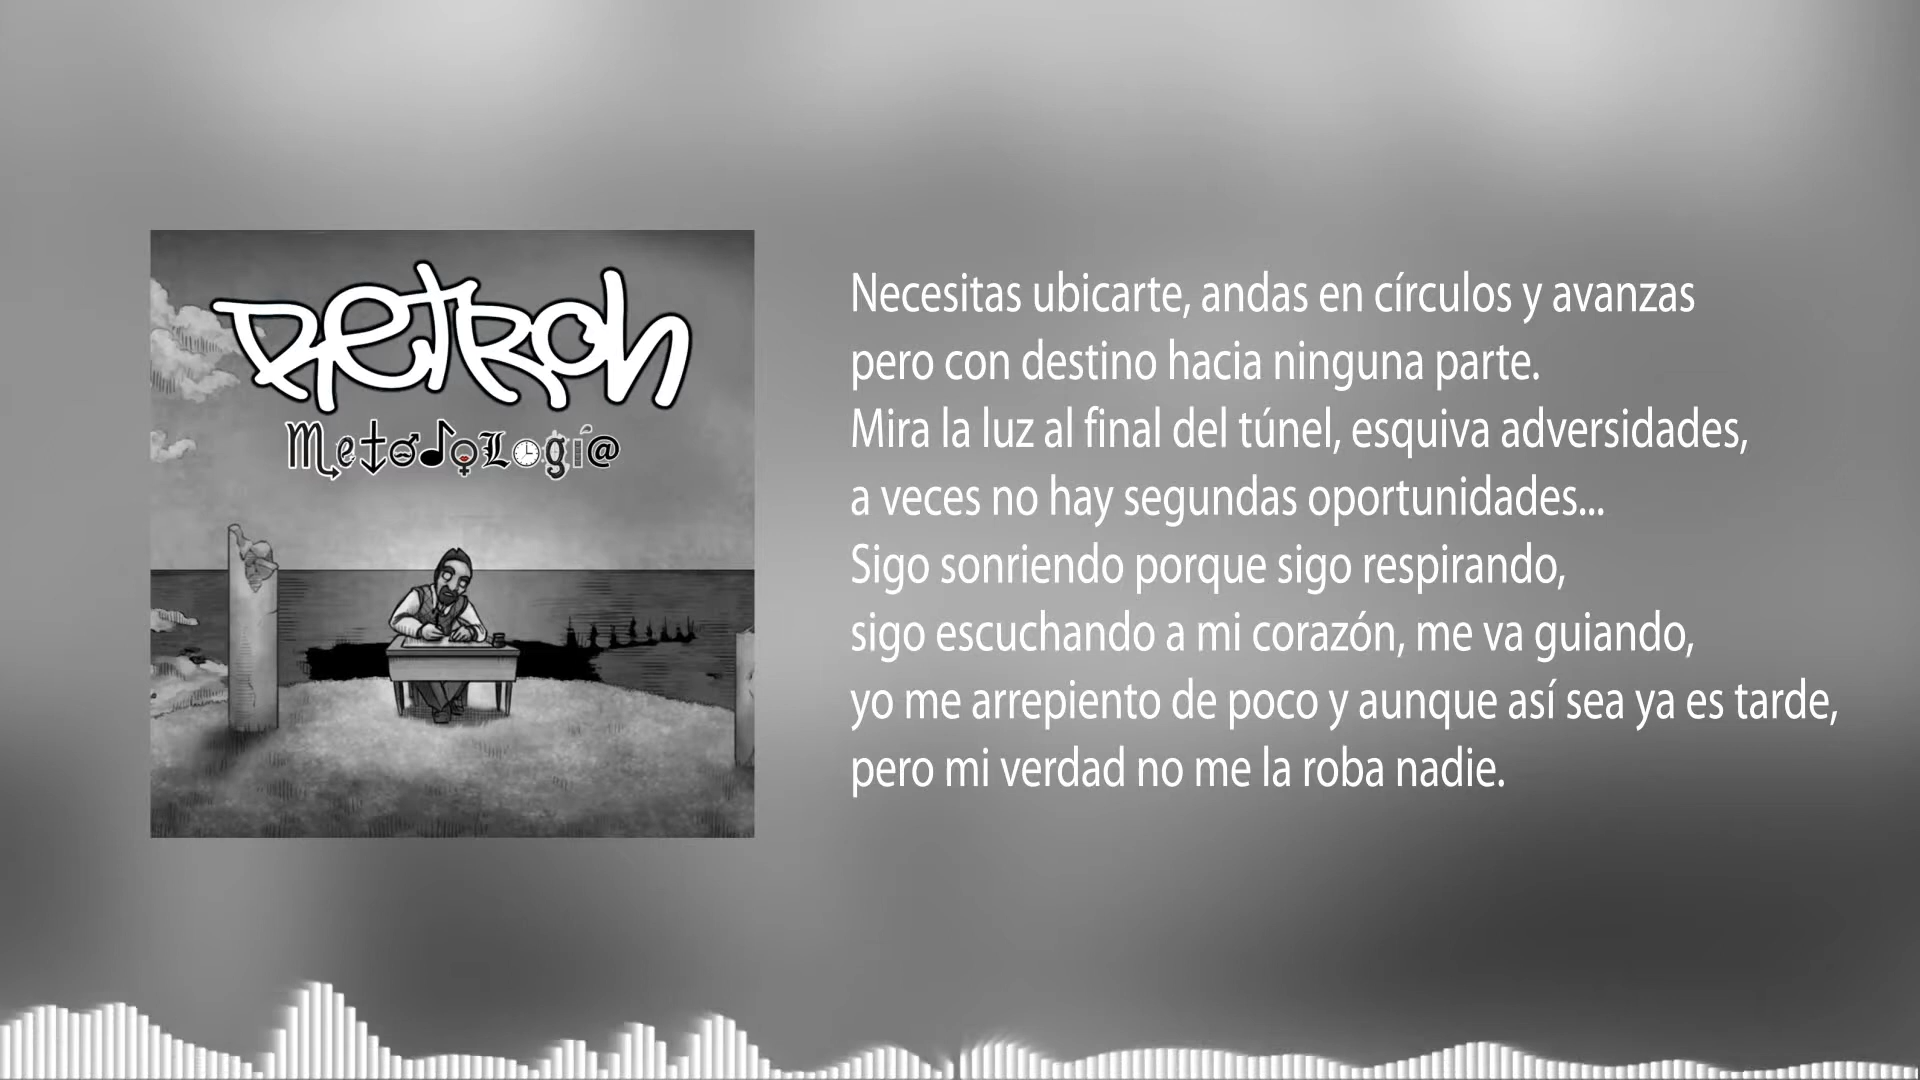 RetRoh
MetodoLogí@
Necesitas ubicarte, andas en círculos y avanzas
pero con destino hacia ninguna parte.
Mira la luz al final del túnel, esquiva adversidades,
a veces no hay segundas oportunidades...
Sigo sonriendo porque sigo respirando,
sigo escuchando a mi corazón, me va guiando,
yo me arrepiento de poco y aunque así sea ya es tarde,
pero mi verdad no me la roba nadie.